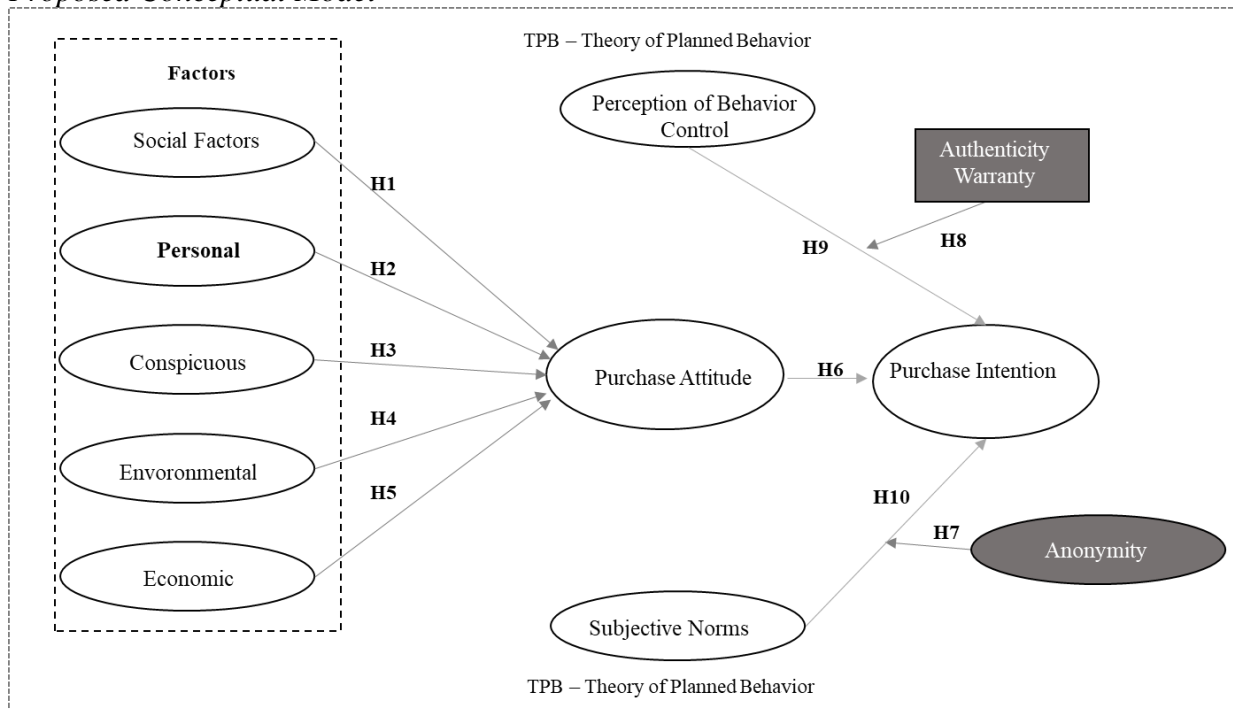 Proposed Conceptual Model
TPB – Theory of Planned Behavior
Factors
Social Factors
Personal
Conspicuous
Envoronmental
Economic
H1
H2
H3
H4
H5
Perception of Behavior
Control
Authenticity
Warranty
H9
H8
Purchase Attitude
H6
Purchase Intention
H10
H7
Anonymity
Subjective Norms
TPB – Theory of Planned Behavior